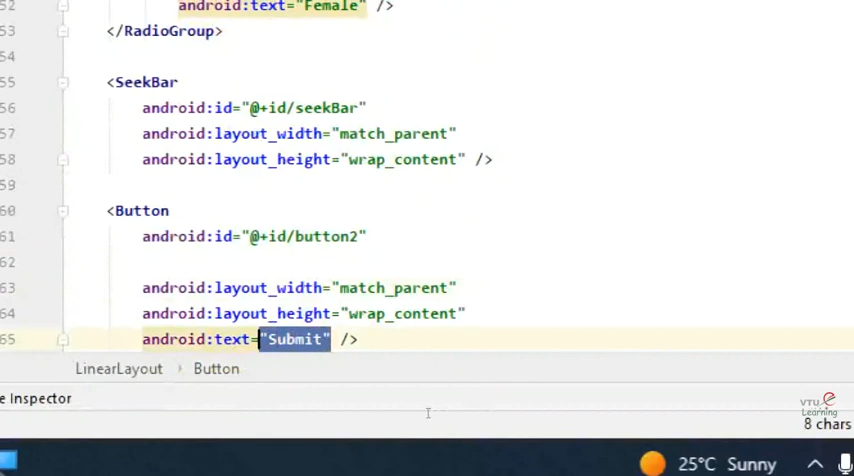 52 android:text="Female" />
53 </RadioGroup>
54
55 <SeekBar
56 android:id="@+id/seekBar"
57 android:layout_width="match_parent"
58 android:layout_height="wrap_content" />
59
60 <Button
61 android:id="@+id/button2"
62
63 android:layout_width="match_parent"
64 android:layout_height="wrap_content"
65 android:text="Submit" />
LinearLayout › Button
e Inspector
VTU e
Learning
8 chars
25°C Sunny